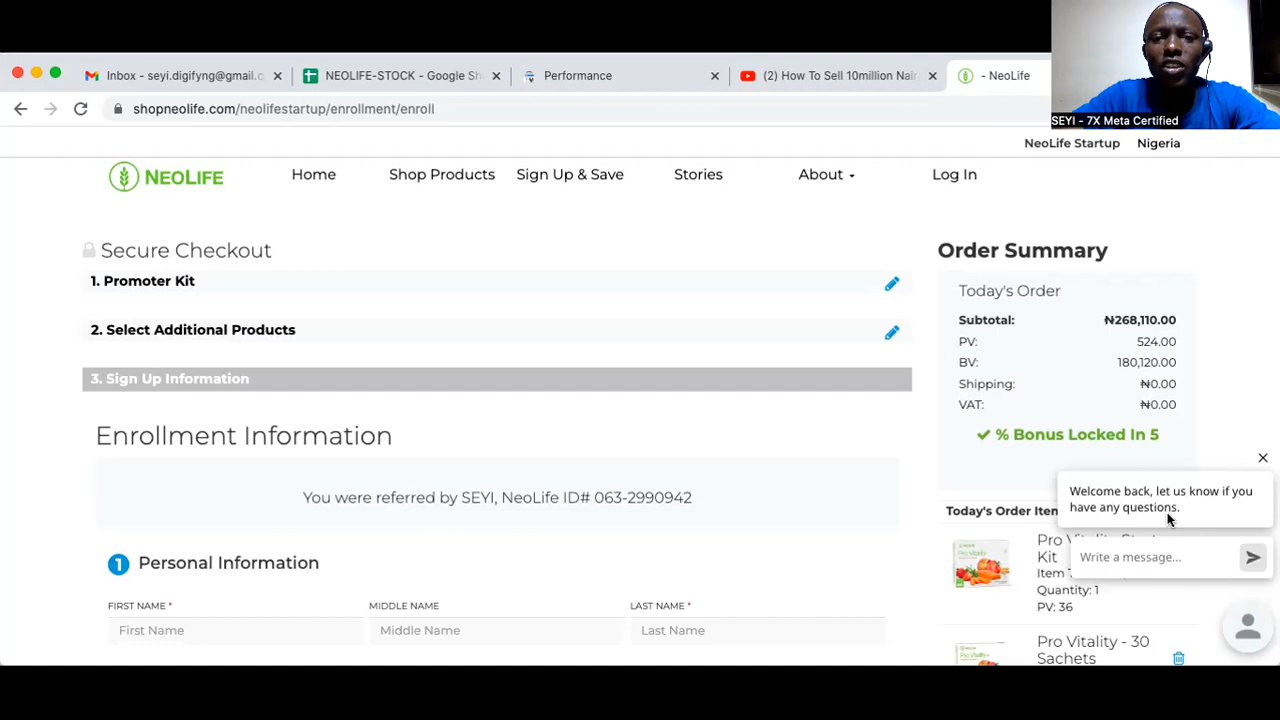 Inbox - seyi.digifyng@gmail.c
NEOLIFE-STOCK - Google Sh
Performance
(2) How To Sell 10million Nair
- NeoLife
shopneolife.com/neolifestartup/enrollment/enroll
SEYI - 7X Meta Certified
NeoLife Startup
Nigeria
NEOLIFE
Home
Shop Products
Sign Up & Save
Stories
About
Log In
Secure Checkout
1. Promoter Kit
2. Select Additional Products
3. Sign Up Information
Enrollment Information
You were referred by SEYI, NeoLife ID# 063-2990942
1 Personal Information
FIRST NAME *
MIDDLE NAME
LAST NAME *
First Name
Middle Name
Last Name
Order Summary
Today's Order
Subtotal: ₦268,110.00
PV: 524.00
BV: 180,120.00
Shipping: ₦0.00
VAT: ₦0.00
% Bonus Locked In 5
Welcome back, let us know if you
have any questions.
Today's Order Iten
Write a message...
Pro Vitality
Kit
Item
Quantity: 1
PV: 36
Pro Vitality - 30
Sachets